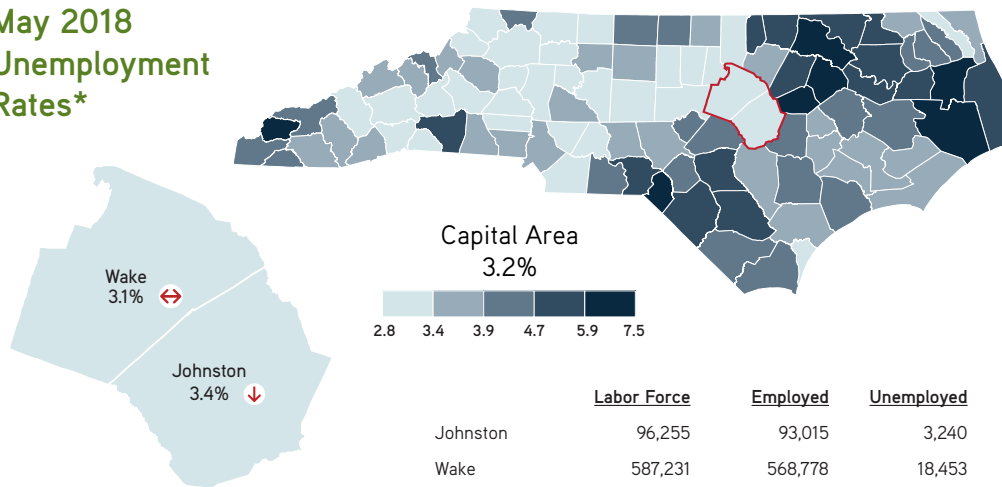 May 2018
Unemployment
Rates*
Capital Area
3.2%
2.8 3.4 3.9 4.7 5.9 7.5
Wake
3.1%
Johnston
3.4%
Labor Force Employed Unemployed
Johnston 96,255 93,015 3,240
Wake 587,231 568,778 18,453